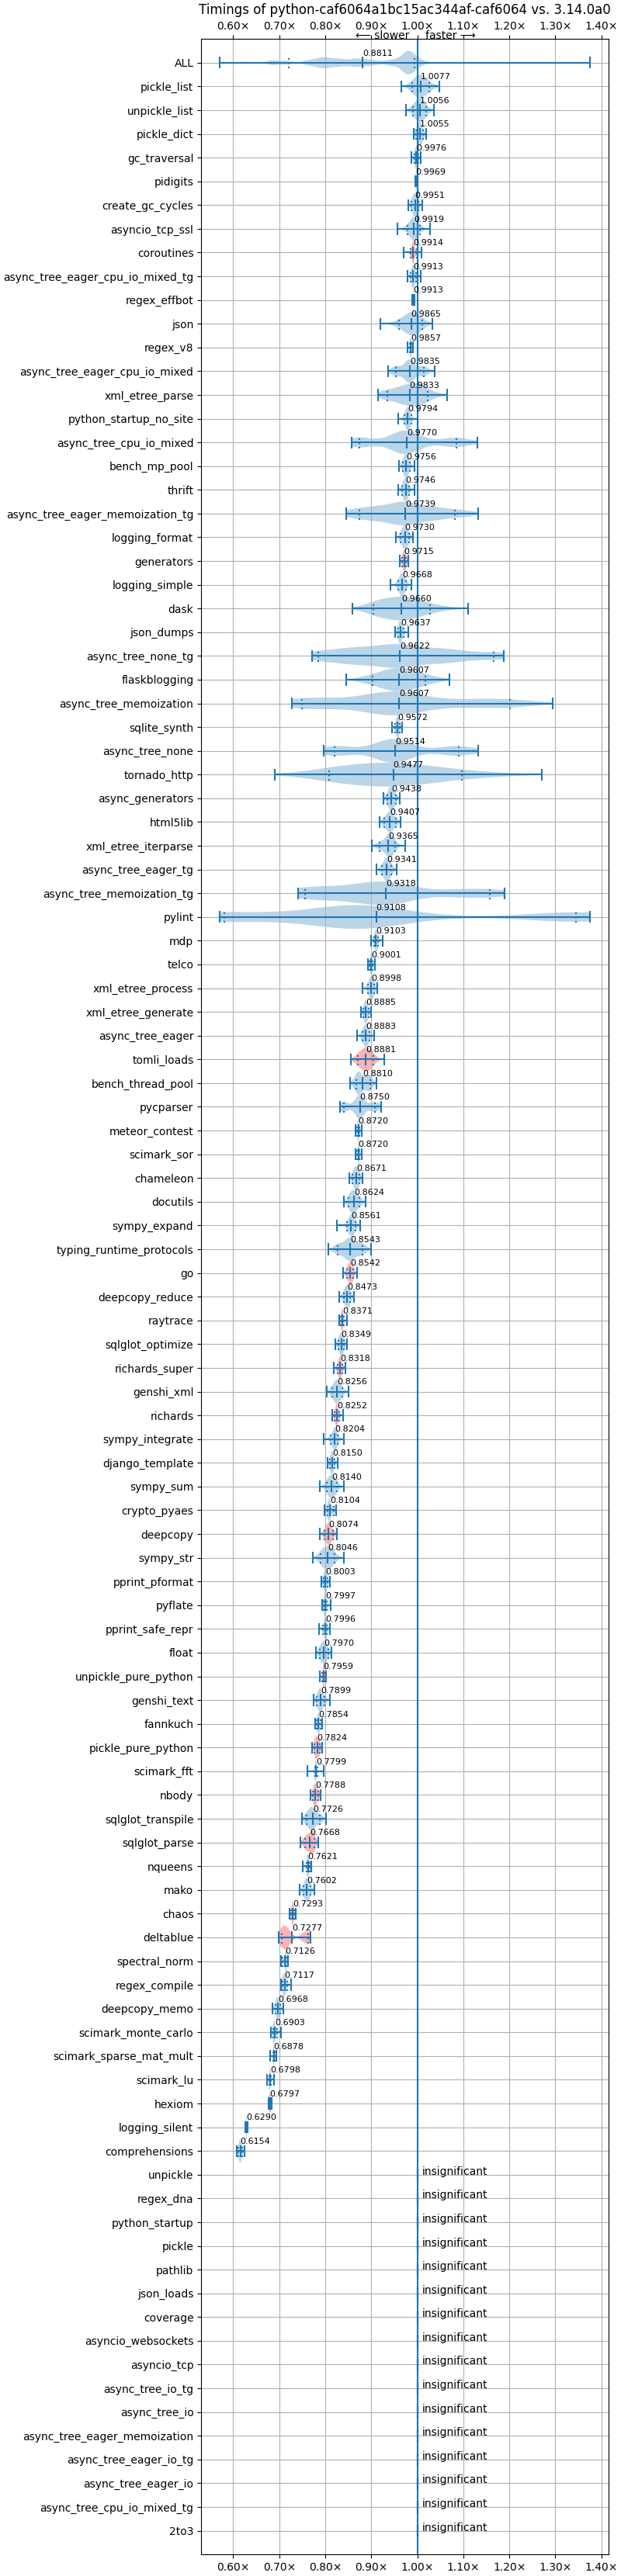 Timings of python-caf6064a1bc15ac344af-caf6064 vs. 3.14.0a0
0.60× 0.70× 0.80× 0.90× 1.00× 1.10× 1.20× 1.30× 1.40×
⟵ slower faster ⟶
ALL 0.8811
pickle_list 1.0077
unpickle_list 1.0056
pickle_dict 1.0055
gc_traversal 0.9976
pidigits 0.9969
create_gc_cycles 0.9951
asyncio_tcp_ssl 0.9919
coroutines 0.9914
async_tree_eager_cpu_io_mixed_tg 0.9913
regex_effbot 0.9913
json 0.9865
regex_v8 0.9857
async_tree_eager_cpu_io_mixed 0.9835
xml_etree_parse 0.9833
python_startup_no_site 0.9794
async_tree_cpu_io_mixed 0.9770
bench_mp_pool 0.9756
thrift 0.9746
async_tree_eager_memoization_tg 0.9739
logging_format 0.9730
generators 0.9715
logging_simple 0.9668
dask 0.9660
json_dumps 0.9637
async_tree_none_tg 0.9622
flaskblogging 0.9607
async_tree_memoization 0.9607
sqlite_synth 0.9572
async_tree_none 0.9514
tornado_http 0.9477
async_generators 0.9438
html5lib 0.9407
xml_etree_iterparse 0.9365
async_tree_eager_tg 0.9341
async_tree_memoization_tg 0.9318
pylint 0.9108
mdp 0.9103
telco 0.9001
xml_etree_process 0.8998
xml_etree_generate 0.8885
async_tree_eager 0.8883
tomli_loads 0.8881
bench_thread_pool 0.8810
pycparser 0.8750
meteor_contest 0.8720
scimark_sor 0.8720
chameleon 0.8671
docutils 0.8624
sympy_expand 0.8561
typing_runtime_protocols 0.8543
go 0.8542
deepcopy_reduce 0.8473
raytrace 0.8371
sqlglot_optimize 0.8349
richards_super 0.8318
genshi_xml 0.8256
richards 0.8252
sympy_integrate 0.8204
django_template 0.8150
sympy_sum 0.8140
crypto_pyaes 0.8104
deepcopy 0.8074
sympy_str 0.8046
pprint_pformat 0.8003
pyflate 0.7997
pprint_safe_repr 0.7996
float 0.7970
unpickle_pure_python 0.7959
genshi_text 0.7899
fannkuch 0.7854
pickle_pure_python 0.7824
scimark_fft 0.7799
nbody 0.7788
sqlglot_transpile 0.7726
sqlglot_parse 0.7668
nqueens 0.7621
mako 0.7602
chaos 0.7293
deltablue 0.7277
spectral_norm 0.7126
regex_compile 0.7117
deepcopy_memo 0.6968
scimark_monte_carlo 0.6903
scimark_sparse_mat_mult 0.6878
scimark_lu 0.6798
hexiom 0.6797
logging_silent 0.6290
comprehensions 0.6154
unpickle insignificant
regex_dna insignificant
python_startup insignificant
pickle insignificant
pathlib insignificant
json_loads insignificant
coverage insignificant
asyncio_websockets insignificant
asyncio_tcp insignificant
async_tree_io_tg insignificant
async_tree_io insignificant
async_tree_eager_memoization insignificant
async_tree_eager_io_tg insignificant
async_tree_eager_io insignificant
async_tree_cpu_io_mixed_tg insignificant
2to3 insignificant
0.60× 0.70× 0.80× 0.90× 1.00× 1.10× 1.20× 1.30× 1.40×